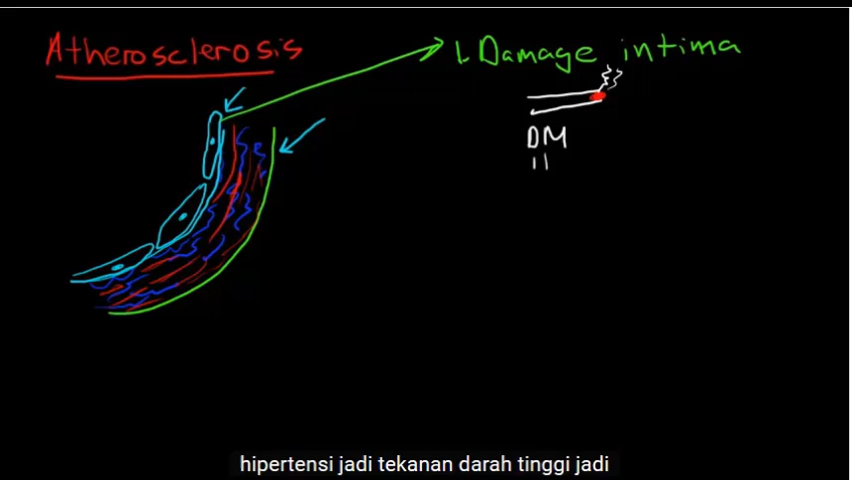 Atherosclerosis
1. Damage intima
DM
hipertensi jadi tekanan darah tinggi jadi